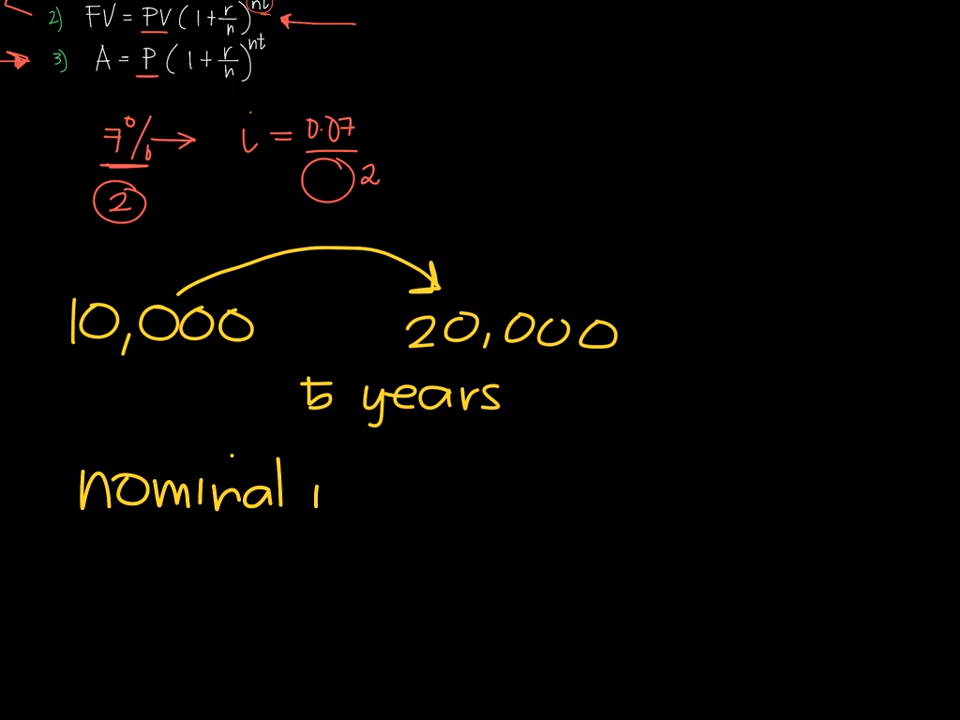 2) FV = PV (1 + r/n)^nt
3) A = P (1 + r/n)^nt
7%/2 → i = 0.07/2
10,000 20,000
5 years
nominal i